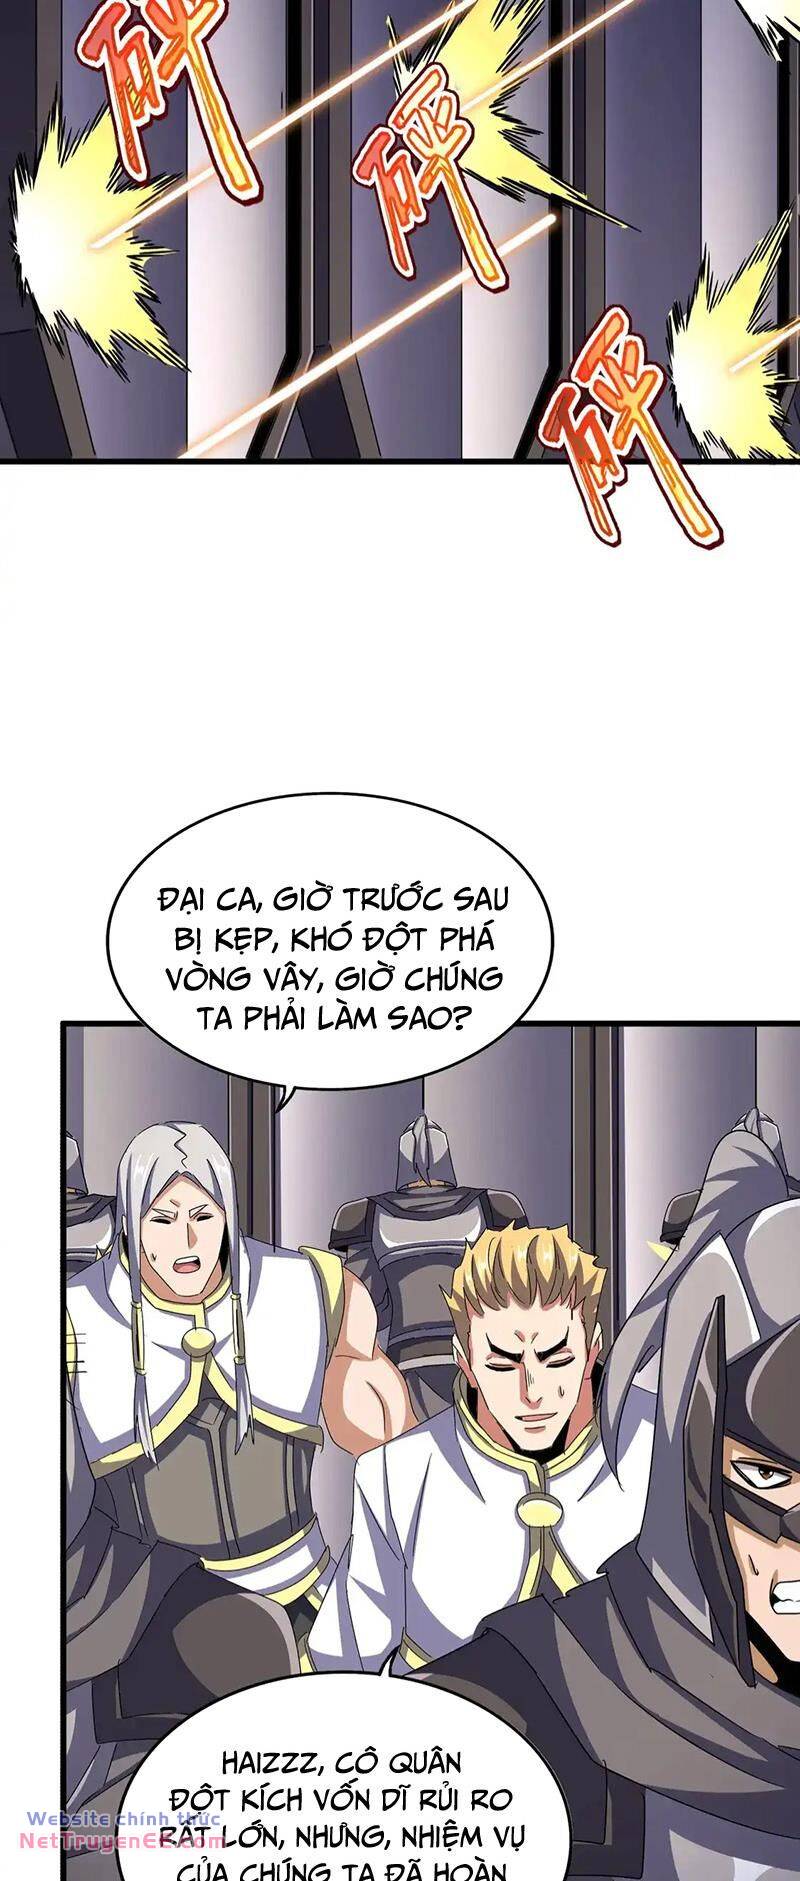 砰
砰
砰
ĐẠI CA, GIỜ TRƯỚC SAU
BỊ KẸP, KHÓ ĐỘT PHÁ
VÒNG VÂY, GIỜ CHÚNG
TA PHẢI LÀM SAO?
HAIZZZ, CÔ QUÂN
ĐỘT KÍCH VỐN DĨ RỦI RO
RẤT LỚN, NHƯNG, NHIỆM VỤ
CỦA CHÚNG TA ĐÃ HOÀN
Website chính thức
NetTruyenEE.com